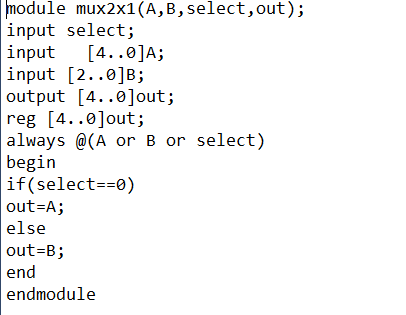 module mux2x1(A,B,select,out);
input select;
input   [4..0]A;
input [2..0]B;
output [4..0]out;
reg [4..0]out;
always @(A or B or select)
begin
if(select==0)
out=A;
else
out=B;
end
endmodule